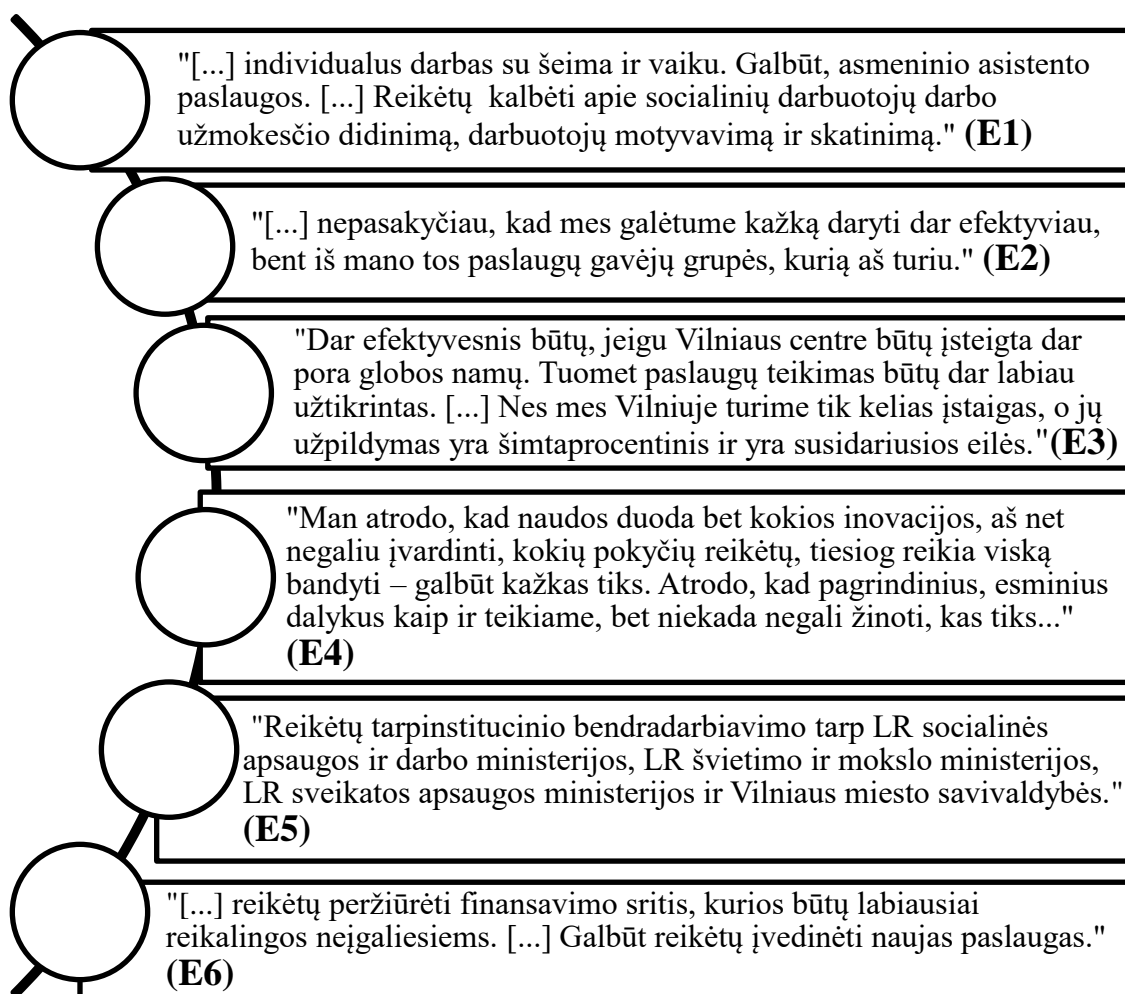 "[...] individualus darbas su šeima ir vaiku. Galbūt, asmeninio asistento
paslaugos. [...] Reikėtų kalbėti apie socialinių darbuotojų darbo
užmokesčio didinimą, darbuotojų motyvavimą ir skatinimą." (E1)
"[...] nepasakyčiau, kad mes galėtume kažką daryti dar efektyviau,
bent iš mano tos paslaugų gavėjų grupės, kurią aš turiu." (E2)
"Dar efektyvesnis būtų, jeigu Vilniaus centre būtų įsteigta dar
pora globos namų. Tuomet paslaugų teikimas būtų dar labiau
užtikrintas. [...] Nes mes Vilniuje turime tik kelias įstaigas, o jų
užpildymas yra šimtaprocentinis ir yra susidariusios eilės."(E3)
"Man atrodo, kad naudos duoda bet kokios inovacijos, aš net
negaliu įvardinti, kokių pokyčių reikėtų, tiesiog reikia viską
bandyti – galbūt kažkas tiks. Atrodo, kad pagrindinius, esminius
dalykus kaip ir teikiame, bet niekada negali žinoti, kas tiks..."
(E4)
"Reikėtų tarpinstitucinio bendradarbiavimo tarp LR socialinės
apsaugos ir darbo ministerijos, LR švietimo ir mokslo ministerijos,
LR sveikatos apsaugos ministerijos ir Vilniaus miesto savivaldybės."
(E5)
"[...] reikėtų peržiūrėti finansavimo sritis, kurios būtų labiausiai
reikalingos neįgaliesiems. [...] Galbūt reikėtų įvedinėti naujas paslaugas."
(E6)